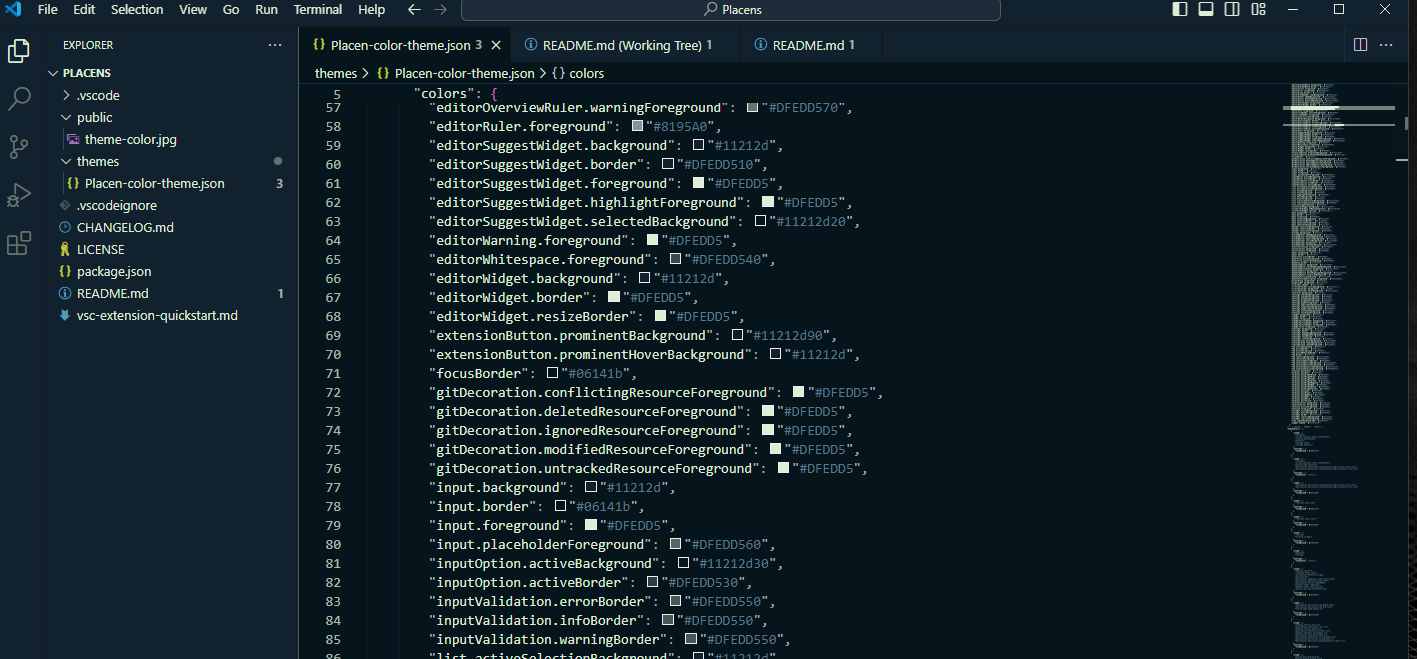 File Edit Selection View Go Run Terminal Help Placens
EXPLORER
PLACENS
.vscode
public
theme-color.jpg
themes
Placen-color-theme.json 3
.vscodeignore
CHANGELOG.md
LICENSE
package.json
README.md 1
vsc-extension-quickstart.md
{} Placen-color-theme.json 3 README.md (Working Tree) 1 README.md 1
themes > {} Placen-color-theme.json > {} colors
5 "colors": {
57 "editorOverviewRuler.warningForeground": "#DFEDD570",
58 "editorRuler.foreground": "#8195A0",
59 "editorSuggestWidget.background": "#11212d",
60 "editorSuggestWidget.border": "#DFEDD510",
61 "editorSuggestWidget.foreground": "#DFEDD5",
62 "editorSuggestWidget.highlightForeground": "#DFEDD5",
63 "editorSuggestWidget.selectedBackground": "#11212d20",
64 "editorWarning.foreground": "#DFEDD5",
65 "editorWhitespace.foreground": "#DFEDD540",
66 "editorWidget.background": "#11212d",
67 "editorWidget.border": "#DFEDD5",
68 "editorWidget.resizeBorder": "#DFEDD5",
69 "extensionButton.prominentBackground": "#11212d90",
70 "extensionButton.prominentHoverBackground": "#11212d",
71 "focusBorder": "#06141b",
72 "gitDecoration.conflictingResourceForeground": "#DFEDD5",
73 "gitDecoration.deletedResourceForeground": "#DFEDD5",
74 "gitDecoration.ignoredResourceForeground": "#DFEDD5",
75 "gitDecoration.modifiedResourceForeground": "#DFEDD5",
76 "gitDecoration.untrackedResourceForeground": "#DFEDD5",
77 "input.background": "#11212d",
78 "input.border": "#06141b",
79 "input.foreground": "#DFEDD5",
80 "input.placeholderForeground": "#DFEDD560",
81 "inputOption.activeBackground": "#11212d30",
82 "inputOption.activeBorder": "#DFEDD530",
83 "inputValidation.errorBorder": "#DFEDD550",
84 "inputValidation.infoBorder": "#DFEDD550",
85 "inputValidation.warningBorder": "#DFEDD550",
86 "list.activeSelectionBackground": "#11212d",